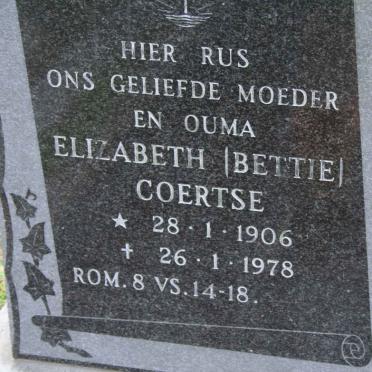 HIER RUS
ONS GELIEFDE MOEDER
EN OUMA
ELIZABETH (BETTIE)
COERTSE
★ 28 · 1 · 1906
✝ 26 · 1 · 1978
ROM. 8 VS. 14-18.